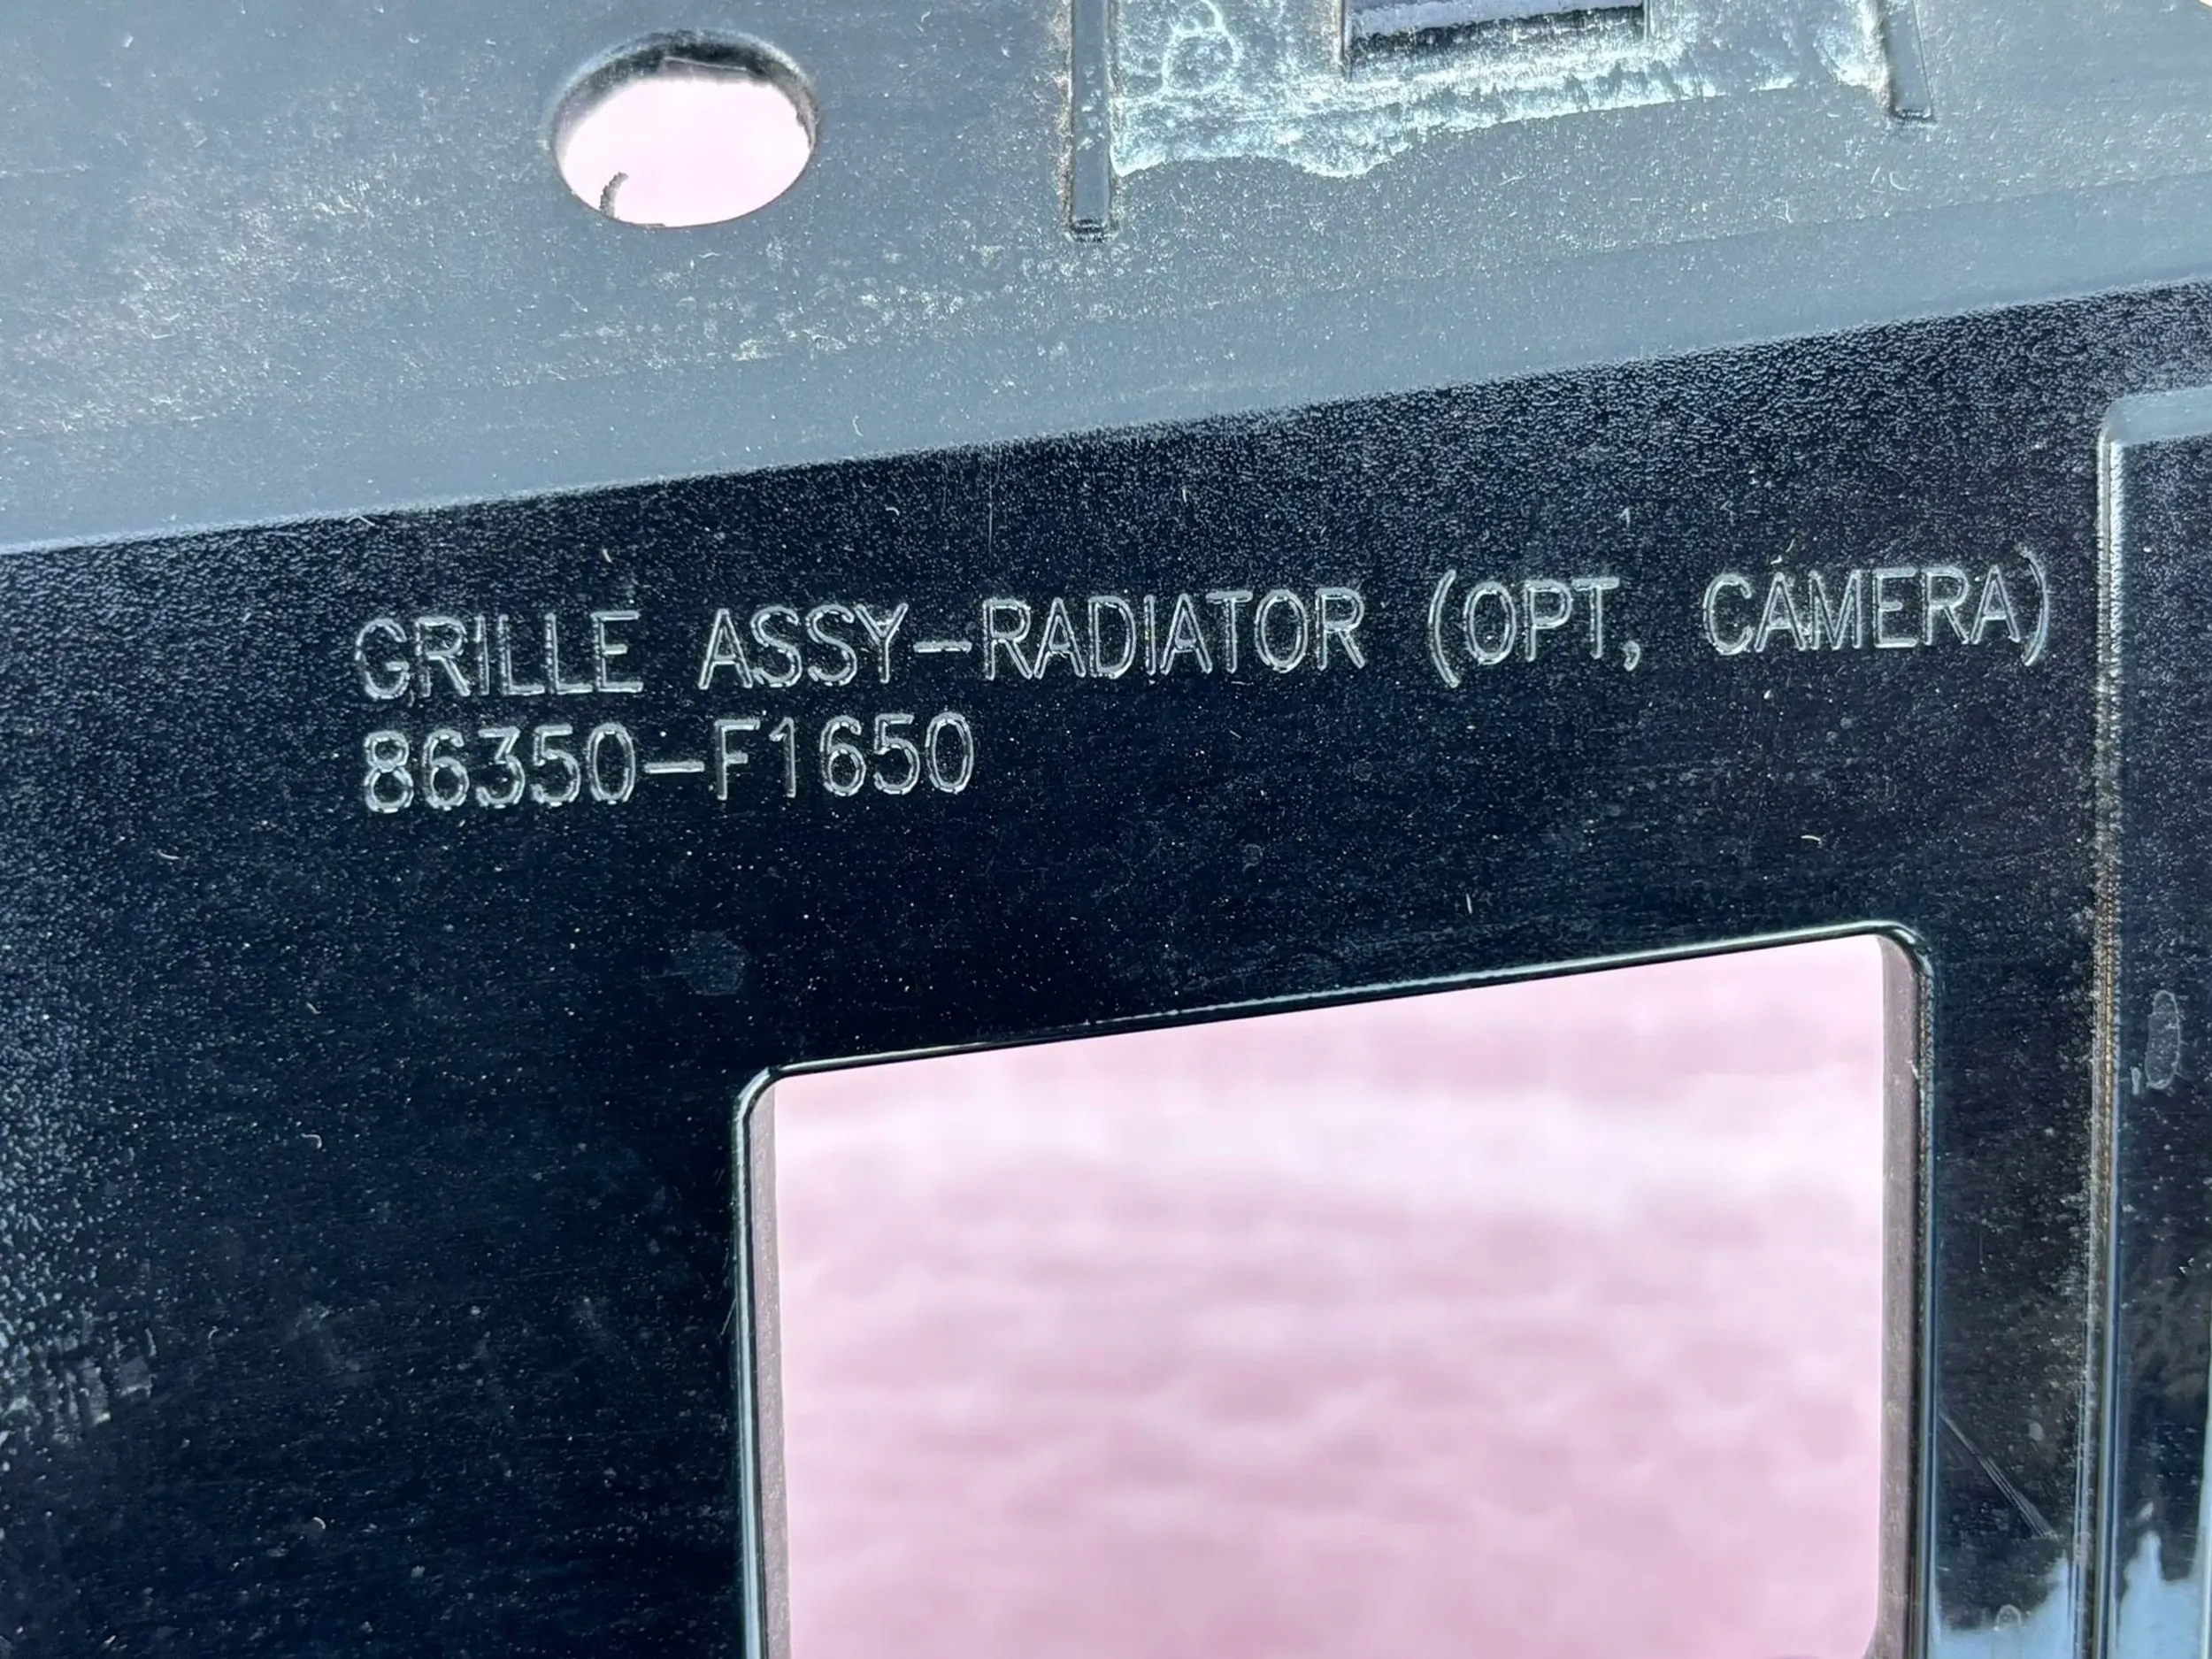 GRILLE ASSY-RADIATOR (OPT, CAMERA)
86350-F1650